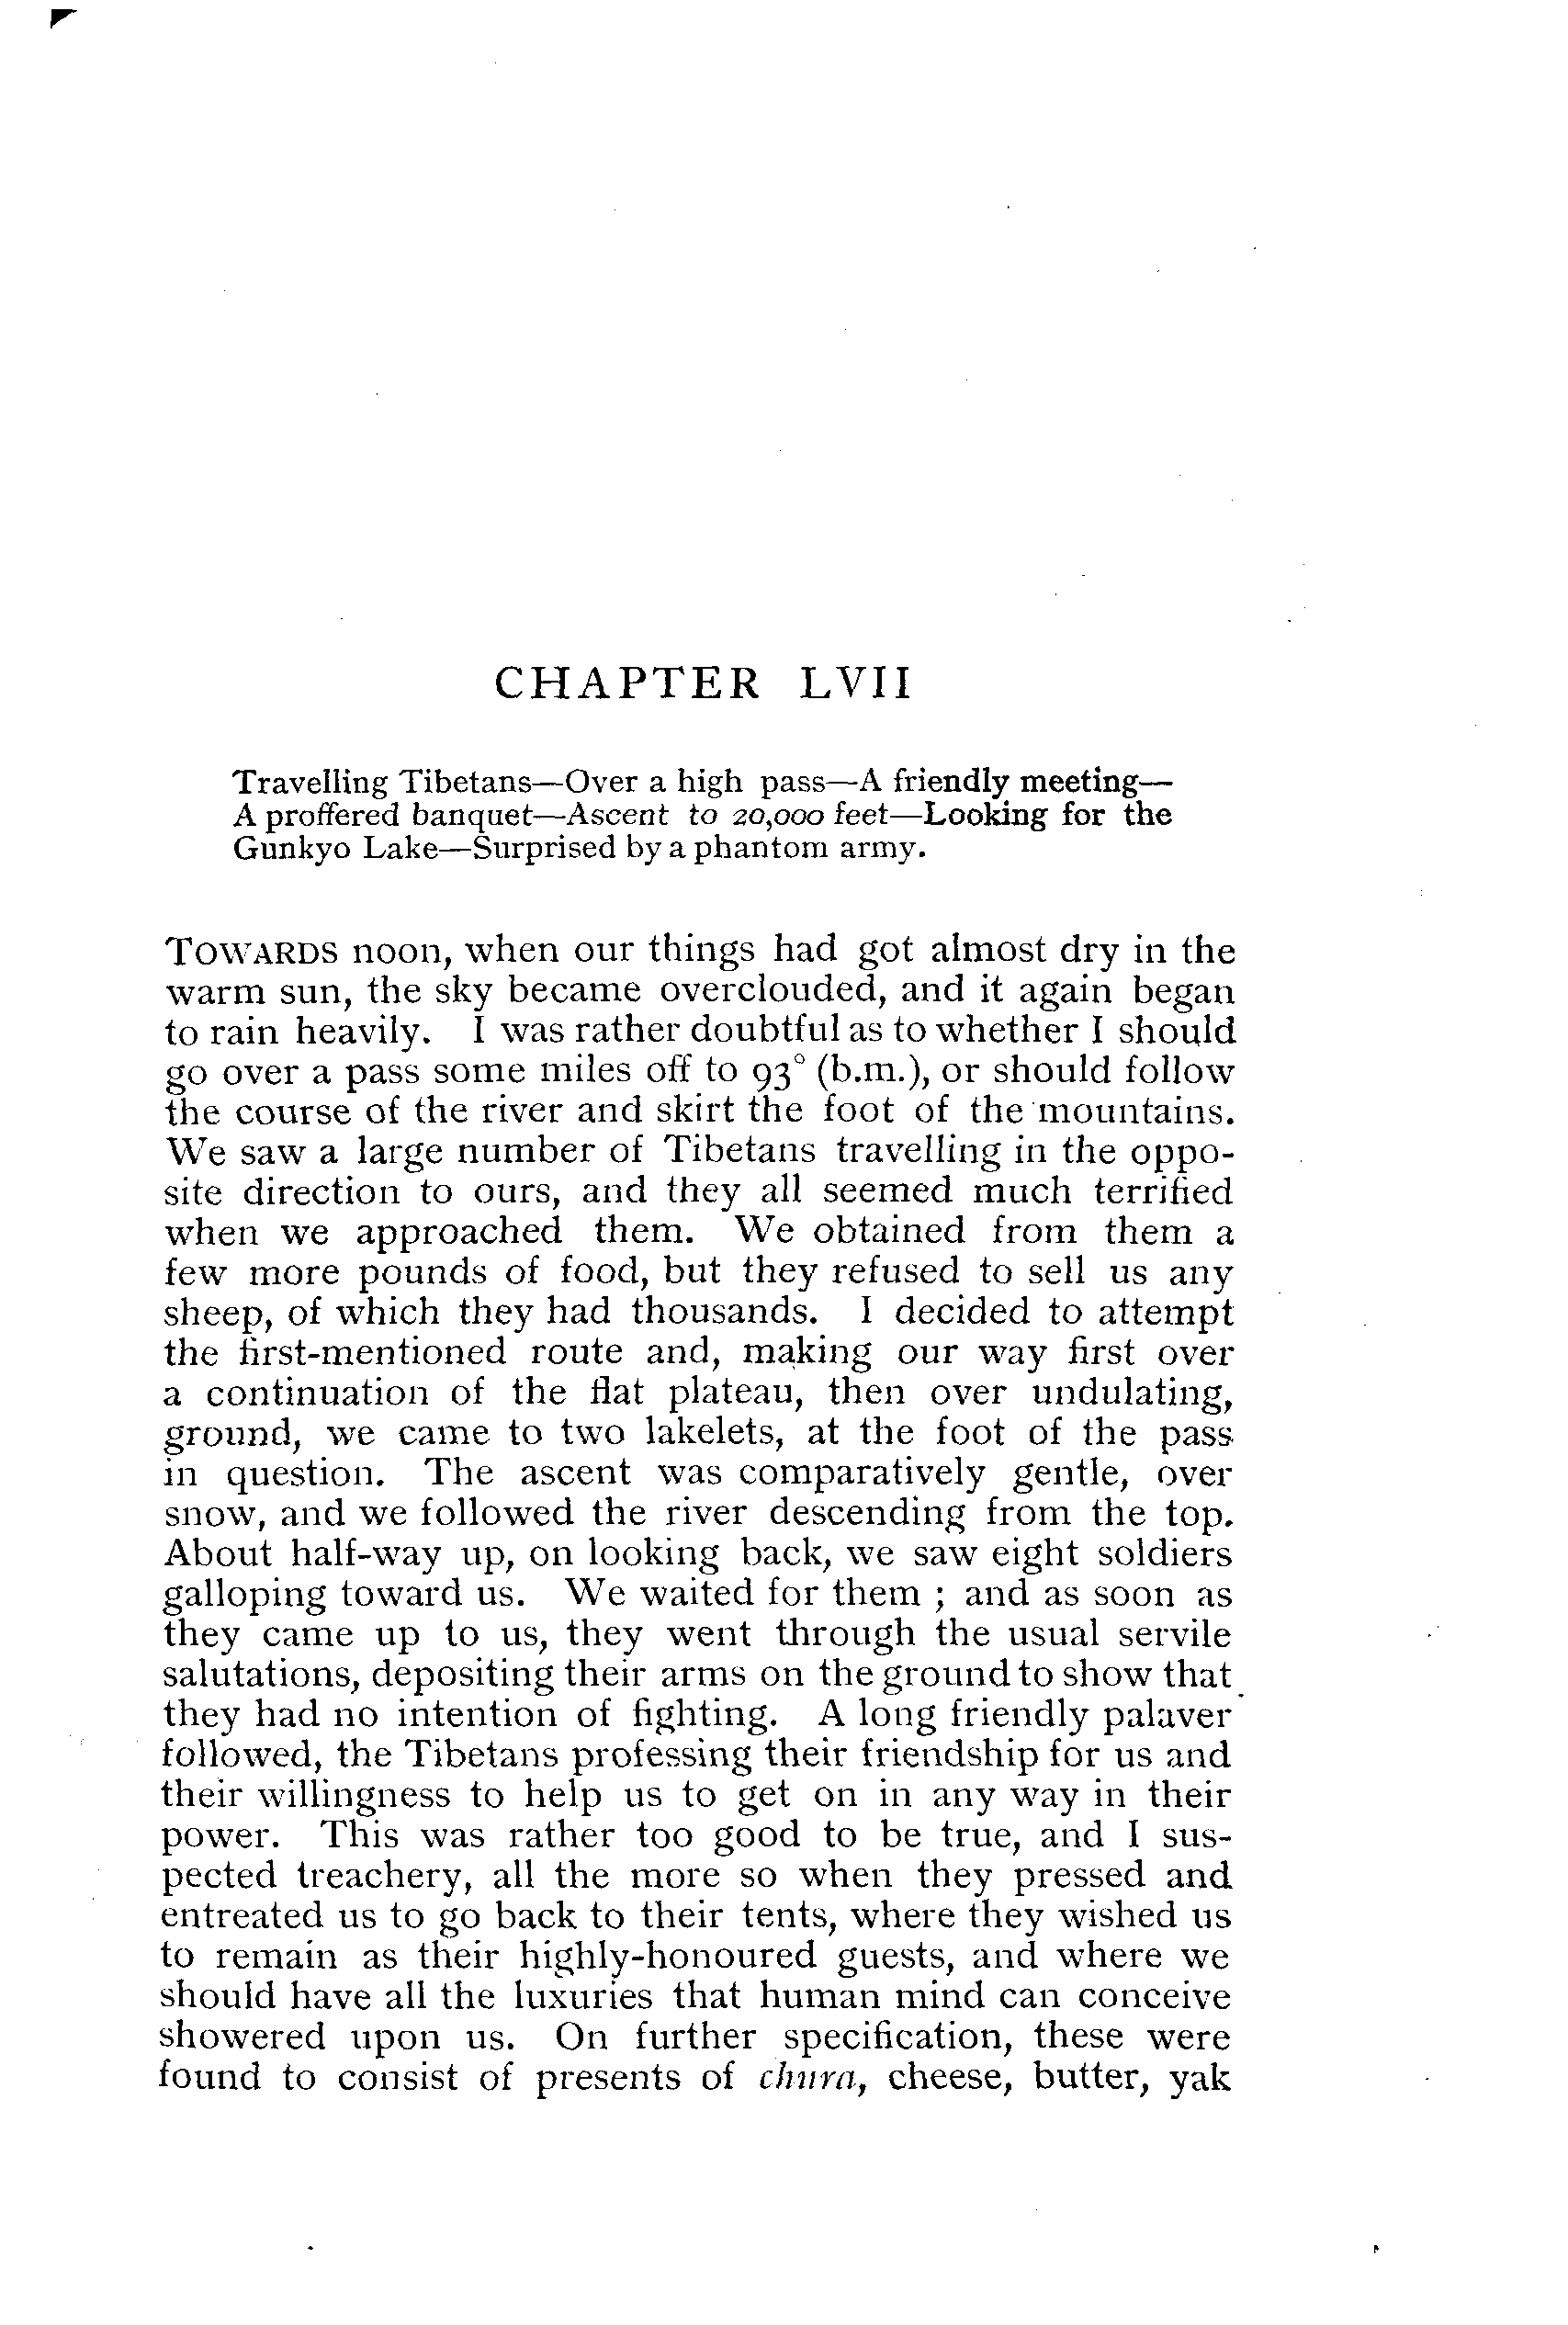 CHAPTER LVII
Travelling Tibetans—Over a high pass—A friendly meeting—
A proffered banquet—Ascent to 20,000 feet—Looking for the
Gunkyo Lake—Surprised by a phantom army.
TOWARDS noon, when our things had got almost dry in the
warm sun, the sky became overclouded, and it again began
to rain heavily. I was rather doubtful as to whether I should
go over a pass some miles off to 93° (b.m.), or should follow
the course of the river and skirt the foot of the mountains.
We saw a large number of Tibetans travelling in the oppo-
site direction to ours, and they all seemed much terrified
when we approached them. We obtained from them a
few more pounds of food, but they refused to sell us any
sheep, of which they had thousands. I decided to attempt
the first-mentioned route and, making our way first over
a continuation of the flat plateau, then over undulating,
ground, we came to two lakelets, at the foot of the pass
in question. The ascent was comparatively gentle, over
snow, and we followed the river descending from the top.
About half-way up, on looking back, we saw eight soldiers
galloping toward us. We waited for them ; and as soon as
they came up to us, they went through the usual servile
salutations, depositing their arms on the ground to show that
they had no intention of fighting. A long friendly palaver
followed, the Tibetans professing their friendship for us and
their willingness to help us to get on in any way in their
power. This was rather too good to be true, and I sus-
pected treachery, all the more so when they pressed and
entreated us to go back to their tents, where they wished us
to remain as their highly-honoured guests, and where we
should have all the luxuries that human mind can conceive
showered upon us. On further specification, these were
found to consist of presents of chura, cheese, butter, yak